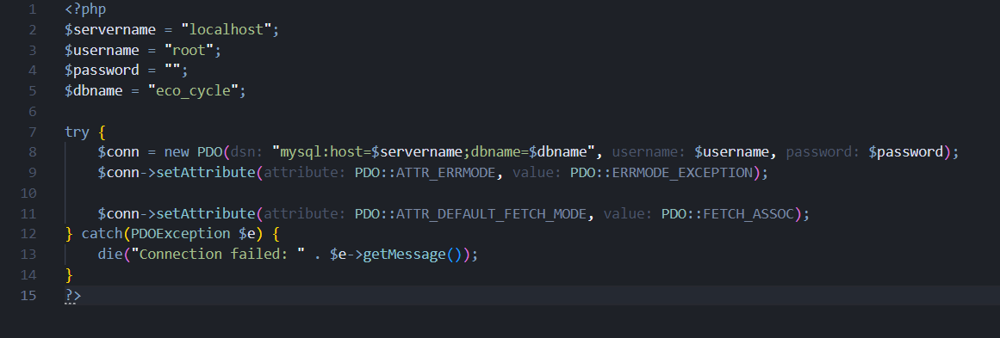 1 <?php
2 $servername = "localhost";
3 $username = "root";
4 $password = "";
5 $dbname = "eco_cycle";
6
7 try {
8     $conn = new PDO(dsn: "mysql:host=$servername;dbname=$dbname", username: $username, password: $password);
9     $conn->setAttribute(attribute: PDO::ATTR_ERRMODE, value: PDO::ERRMODE_EXCEPTION);
10
11     $conn->setAttribute(attribute: PDO::ATTR_DEFAULT_FETCH_MODE, value: PDO::FETCH_ASSOC);
12 } catch(PDOException $e) {
13     die("Connection failed: " . $e->getMessage());
14 }
15 ?>